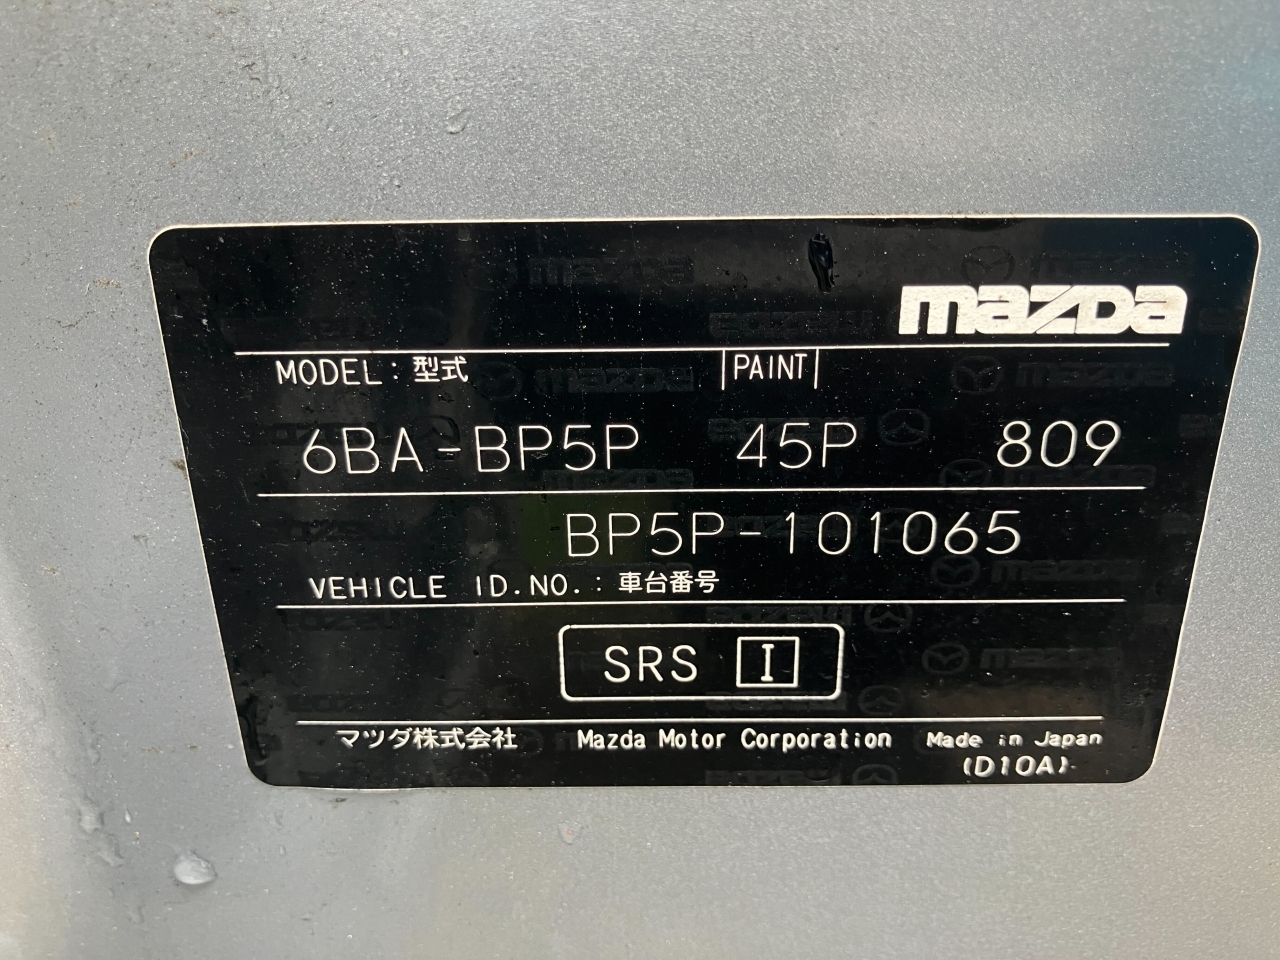 mazda
MODEL : 型式 |PAINT|
6BA-BP5P 45P 809
BP5P-101065
VEHICLE ID.NO. : 車台番号
SRS I
マツダ株式会社 Mazda Motor Corporation Made in Japan
(D10A)